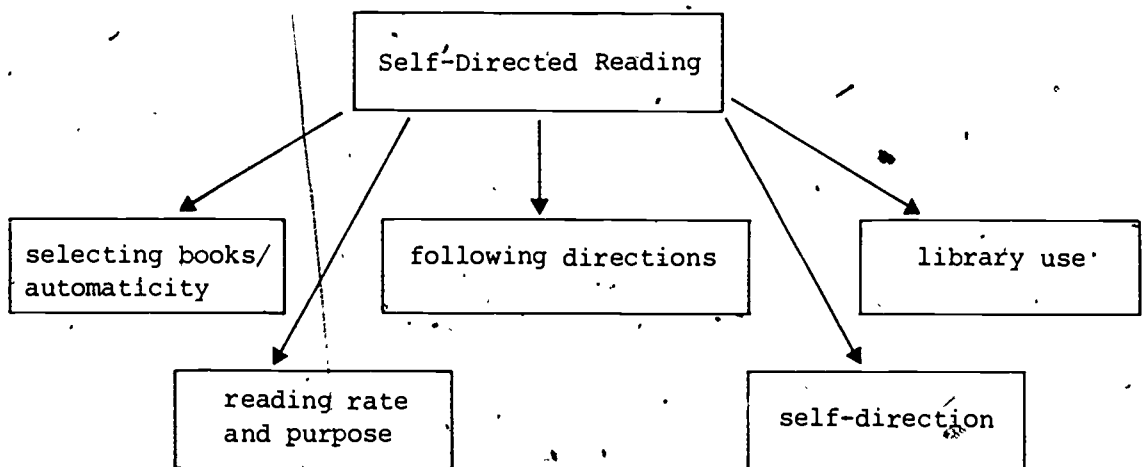 Self-Directed Reading
selecting books/
automaticity
following directions
library use
reading rate
and purpose
self-direction